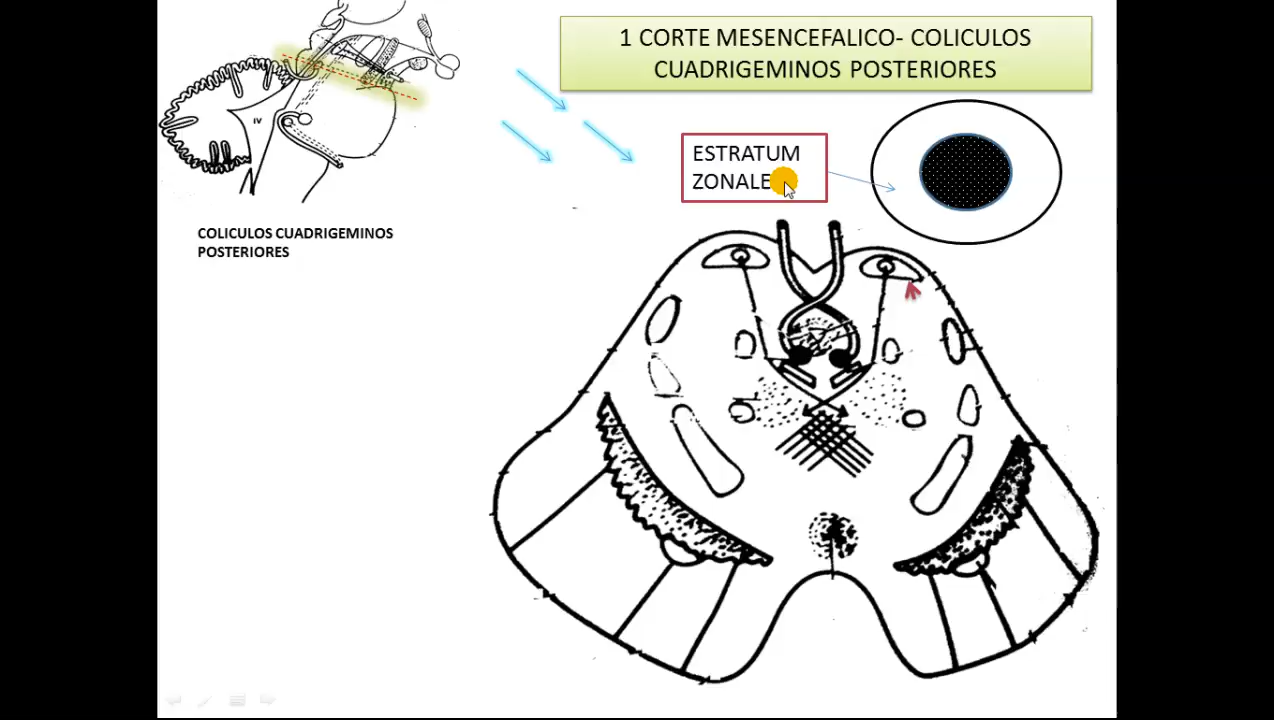 1 CORTE MESENCEFALICO- COLICULOS
CUADRIGEMINOS POSTERIORES
IV
ESTRATUM
ZONALE
COLICULOS CUADRIGEMINOS
POSTERIORES